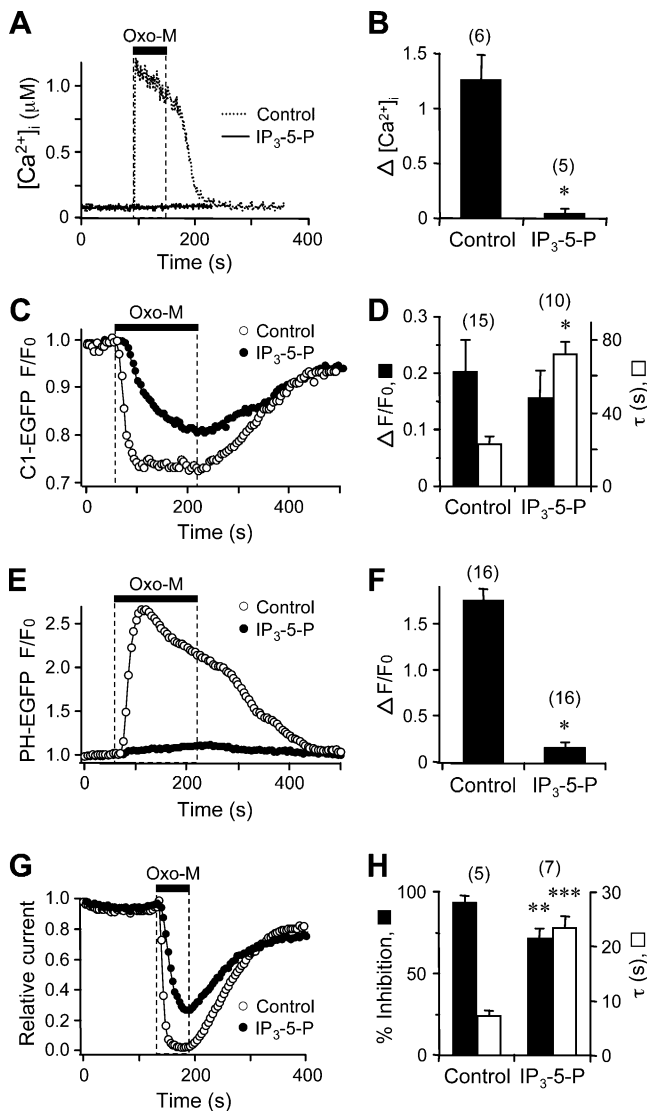 A
Oxo-M
[Ca²⁺]ᵢ (μM)
1.0
0.5
0
Control
IP₃-5-P
0
200
400
Time (s)
B
(6)
(5)
*
Δ [Ca²⁺]ᵢ
1.5
1.0
1.5
0
Control
IP₃-5-P
C
Oxo-M
C1-EGFP F/F₀
1.0
0.9
0.8
0.7
Control
IP₃-5-P
0
200
400
Time (s)
D
(15)
(10)
*
Δ F/F₀, ■
0.3
0.2
0.1
0
τ (s), □
80
40
0
Control
IP₃-5-P
E
Oxo-M
PH-EGFP F/F₀
2.5
2.0
1.5
1.0
Control
IP₃-5-P
0
200
400
Time (s)
F
(16)
(16)
*
Δ F/F₀
1.5
1.0
0.5
0
Control
IP₃-5-P
G
Oxo-M
Relative current
1.0
0.8
0.6
0.4
0.2
0.0
Control
IP₃-5-P
0
100
200
300
400
Time (s)
H
(5)
(7)
**
***
% Inhibition, ■
100
50
0
τ (s), □
30
20
10
0
Control
IP₃-5-P